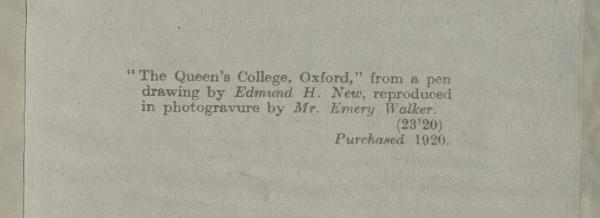 "The Queen's College, Oxford," from a pen
drawing by Edmund H. New, reproduced
in photogravure by Mr. Emery Walker.
(23'20)
Purchased 1920.